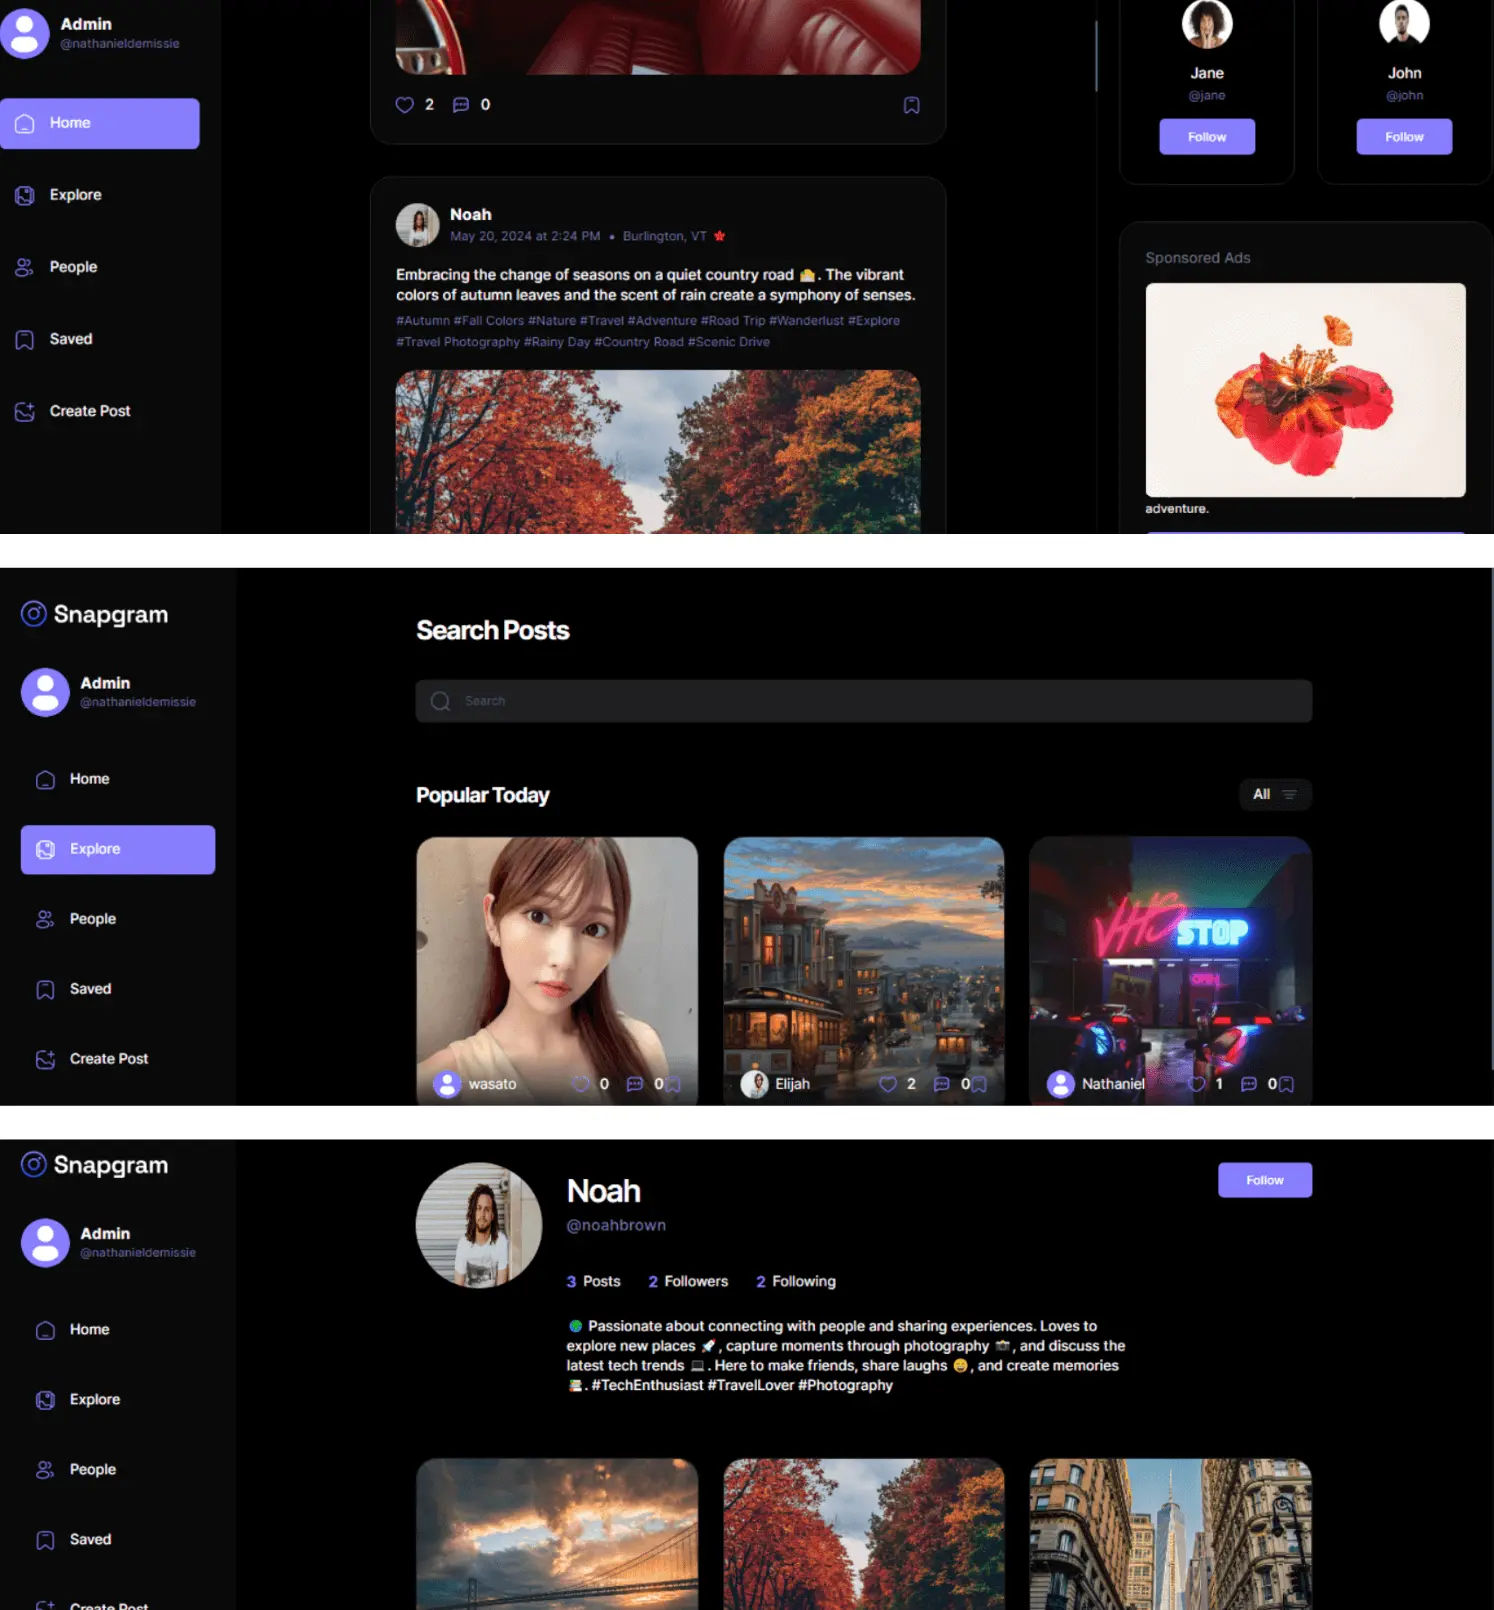 Admin
@nathanieldemissie
Home
Explore
People
Saved
Create Post
2 0
Noah
May 20, 2024 at 2:24 PM • Burlington, VT 🍁
Embracing the change of seasons on a quiet country road 🏡. The vibrant
colors of autumn leaves and the scent of rain create a symphony of senses.
#Autumn #Fall Colors #Nature #Travel #Adventure #Road Trip #Wanderlust #Explore
#Travel Photography #Rainy Day #Country Road #Scenic Drive
Jane
@jane
Follow
John
@john
Follow
Sponsored Ads
adventure.
Snapgram
Admin
@nathanieldemissie
Home
Explore
People
Saved
Create Post
Search Posts
Search
Popular Today
All
wasato 0 0
Elijah 2 0
VHS
STOP
OPEN
Nathaniel 1 0
Snapgram
Admin
@nathanieldemissie
Home
Explore
People
Saved
Create Post
Noah
@noahbrown
Follow
3 Posts 2 Followers 2 Following
🌍 Passionate about connecting with people and sharing experiences. Loves to
explore new places 🚀, capture moments through photography 📸, and discuss the
latest tech trends 💻. Here to make friends, share laughs 😄, and create memories
📚. #TechEnthusiast #TravelLover #Photography